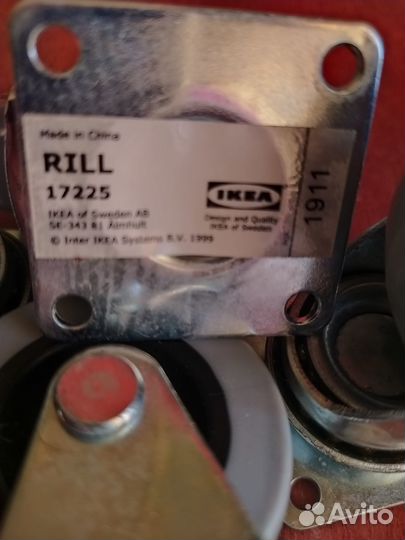 Made in China
RILL
17225
IKEA of Sweden AB
SE-343 81 Älmhult
© Inter IKEA Systems B.V. 1999
IKEA
Design and Quality
IKEA of Sweden
1911
Avito